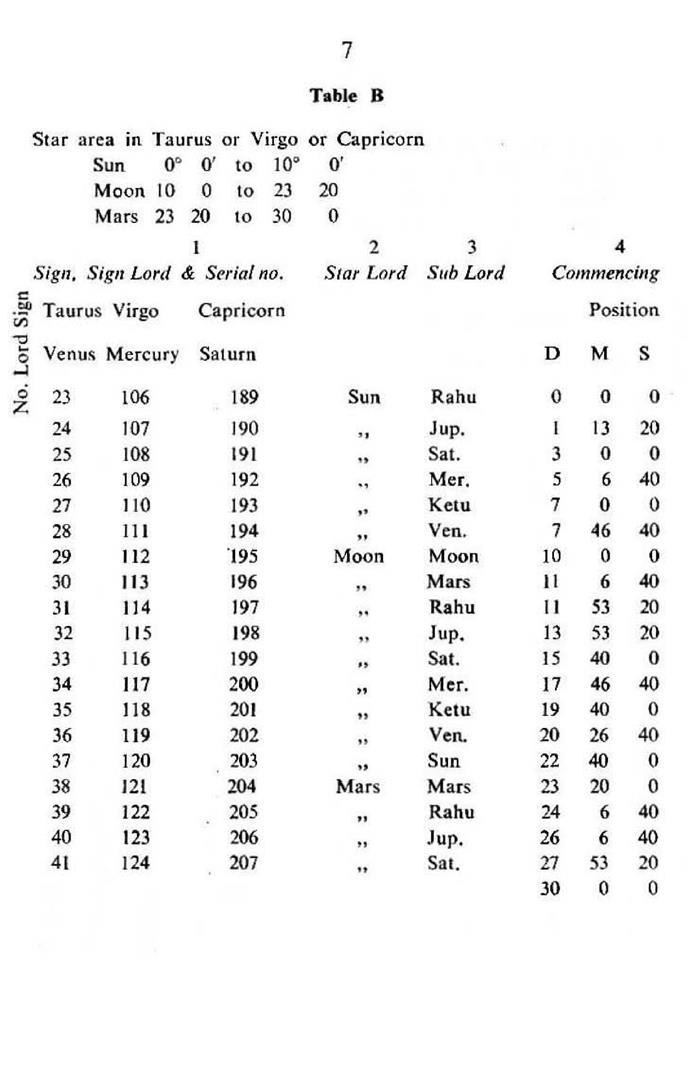 7
Table B
Star area in Taurus or Virgo or Capricorn
Sun 0° 0′ to 10° 0′
Moon 10 0 to 23 20
Mars 23 20 to 30 0
1 2 3 4
Sign, Sign Lord & Serial no. Star Lord Sub Lord Commencing
No. Lord Sign
Taurus Virgo Capricorn Position
Venus Mercury Saturn D M S
23 106 189 Sun Rahu 0 0 0
24 107 190 ,, Jup. 1 13 20
25 108 191 ,, Sat. 3 0 0
26 109 192 ,, Mer. 5 6 40
27 110 193 ,, Ketu 7 0 0
28 111 194 ,, Ven. 7 46 40
29 112 195 Moon Moon 10 0 0
30 113 196 ,, Mars 11 6 40
31 114 197 ,, Rahu 11 53 20
32 115 198 ,, Jup. 13 53 20
33 116 199 ,, Sat. 15 40 0
34 117 200 ,, Mer. 17 46 40
35 118 201 ,, Ketu 19 40 0
36 119 202 ,, Ven. 20 26 40
37 120 203 ,, Sun 22 40 0
38 121 204 Mars Mars 23 20 0
39 122 205 ,, Rahu 24 6 40
40 123 206 ,, Jup. 26 6 40
41 124 207 ,, Sat. 27 53 20
30 0 0